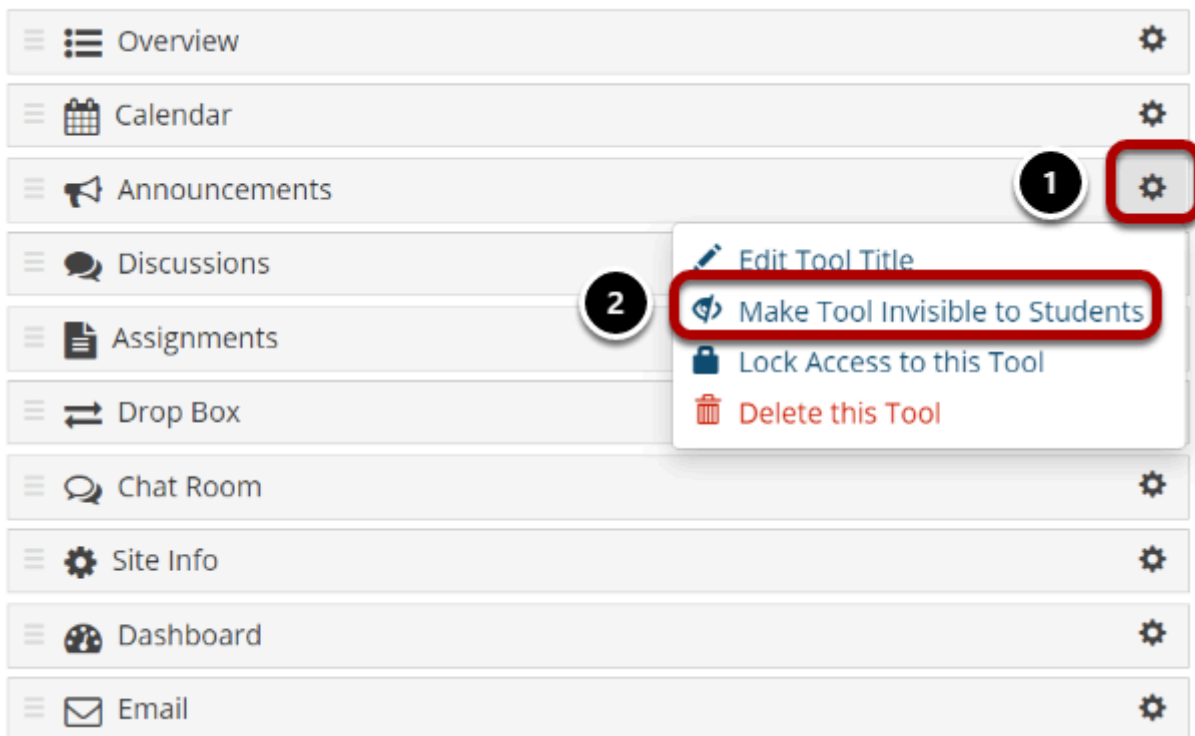 Overview
Calendar
Announcements
1
Discussions
Edit Tool Title
2
Make Tool Invisible to Students
Assignments
Lock Access to this Tool
Drop Box
Delete this Tool
Chat Room
Site Info
Dashboard
Email